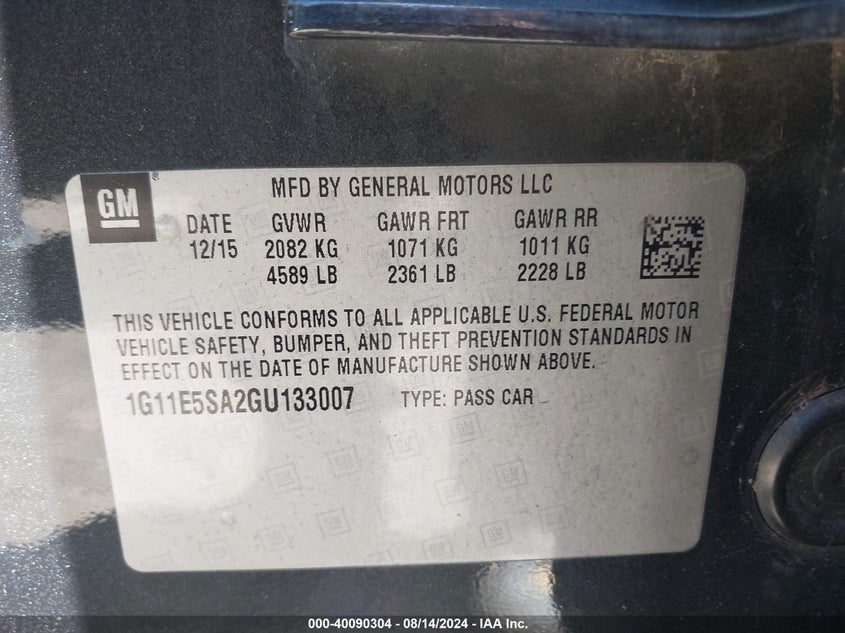 GM ®
MFD BY GENERAL MOTORS LLC
DATE GVWR GAWR FRT GAWR RR
12/15 2082 KG 1071 KG 1011 KG
4589 LB 2361 LB 2228 LB
THIS VEHICLE CONFORMS TO ALL APPLICABLE U.S. FEDERAL MOTOR
VEHICLE SAFETY, BUMPER, AND THEFT PREVENTION STANDARDS IN
EFFECT ON THE DATE OF MANUFACTURE SHOWN ABOVE.
1G11E5SA2GU133007 TYPE: PASS CAR
000-40090304 - 08/14/2024 - IAA Inc.